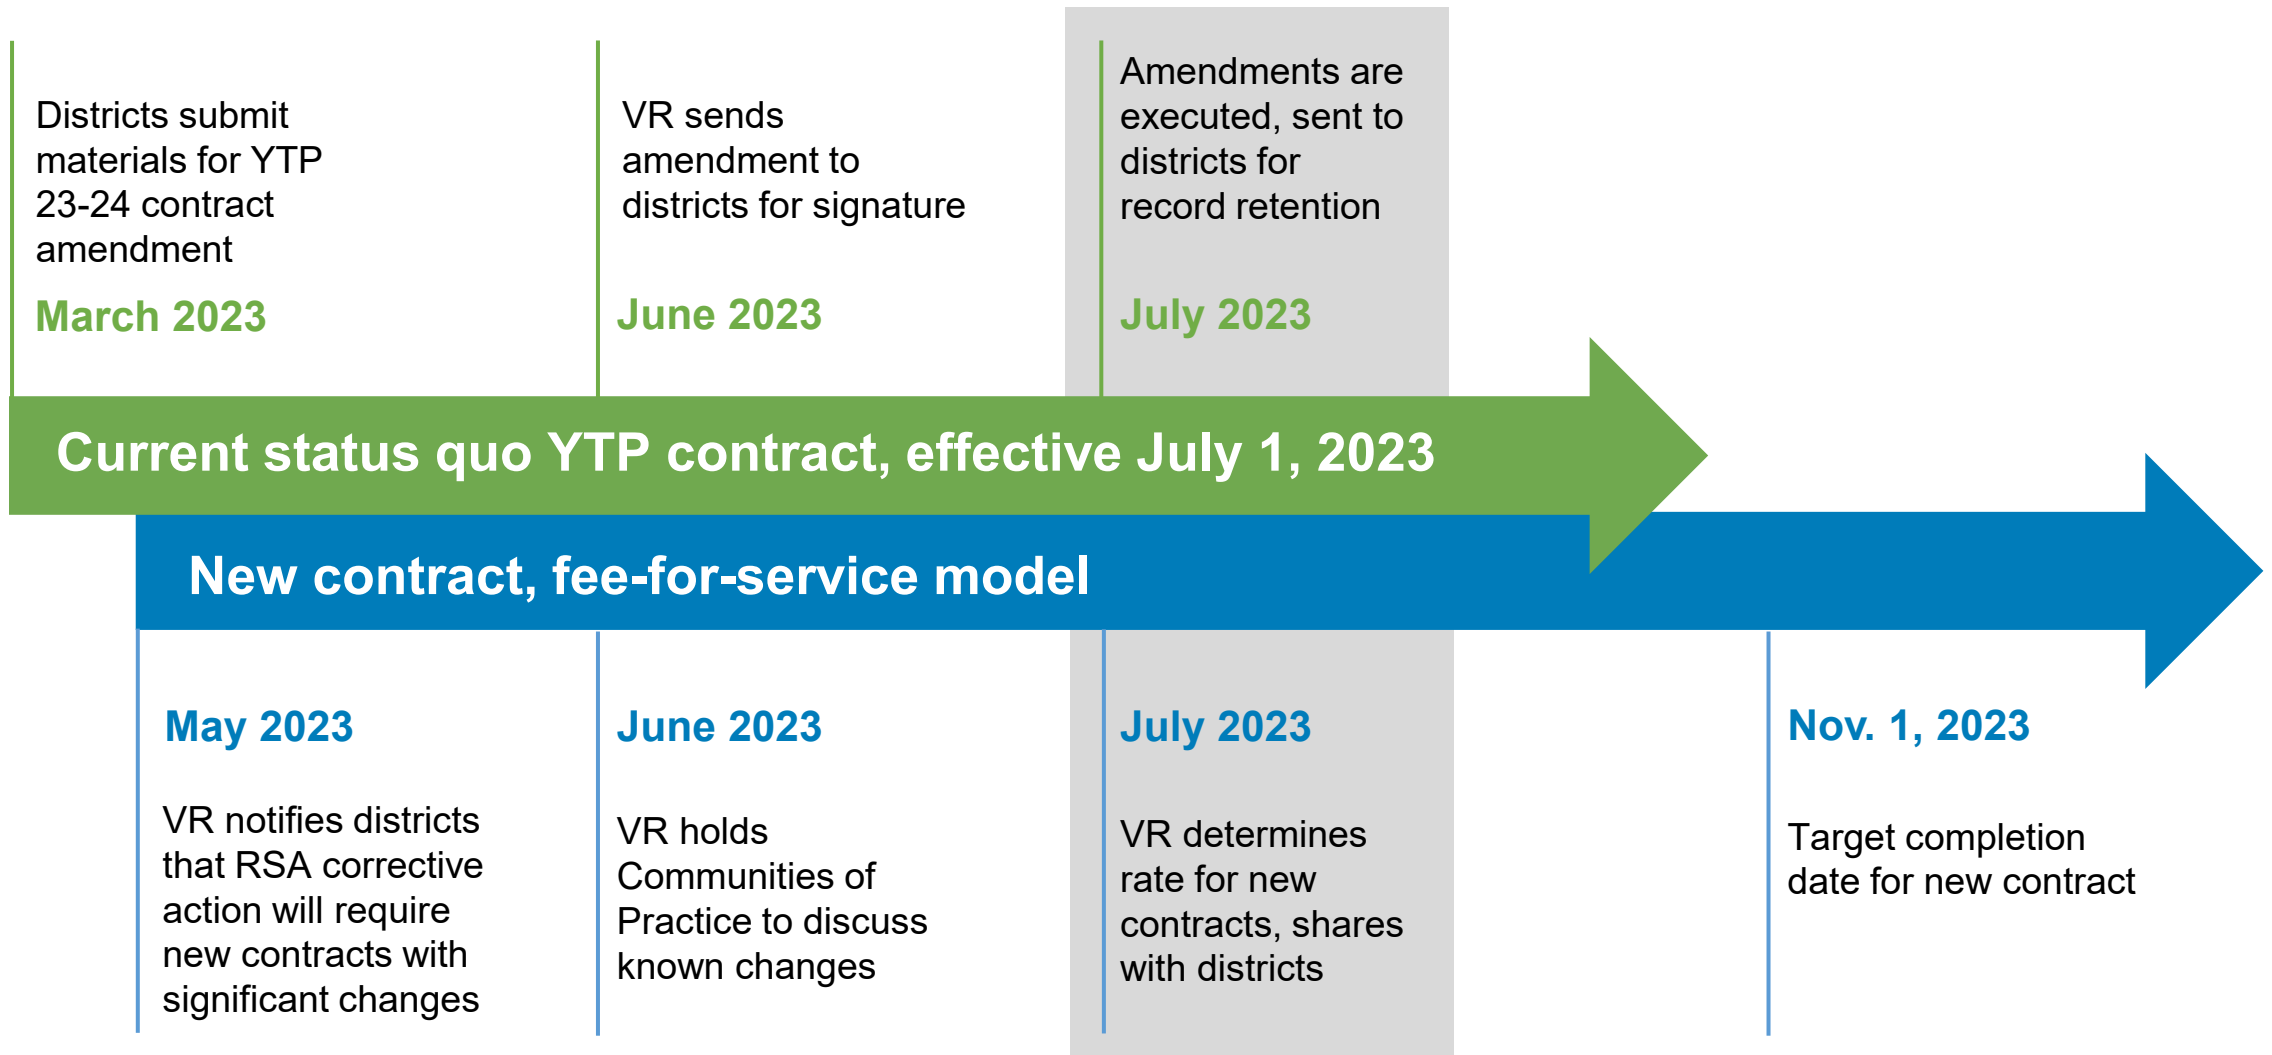 Districts submit
materials for YTP
23-24 contract
amendment
March 2023
VR sends
amendment to
districts for signature
June 2023
Amendments are
executed, sent to
districts for
record retention
July 2023
Current status quo YTP contract, effective July 1, 2023
New contract, fee-for-service model
May 2023
VR notifies districts
that RSA corrective
action will require
new contracts with
significant changes
June 2023
VR holds
Communities of
Practice to discuss
known changes
July 2023
VR determines
rate for new
contracts, shares
with districts
Nov. 1, 2023
Target completion
date for new contract